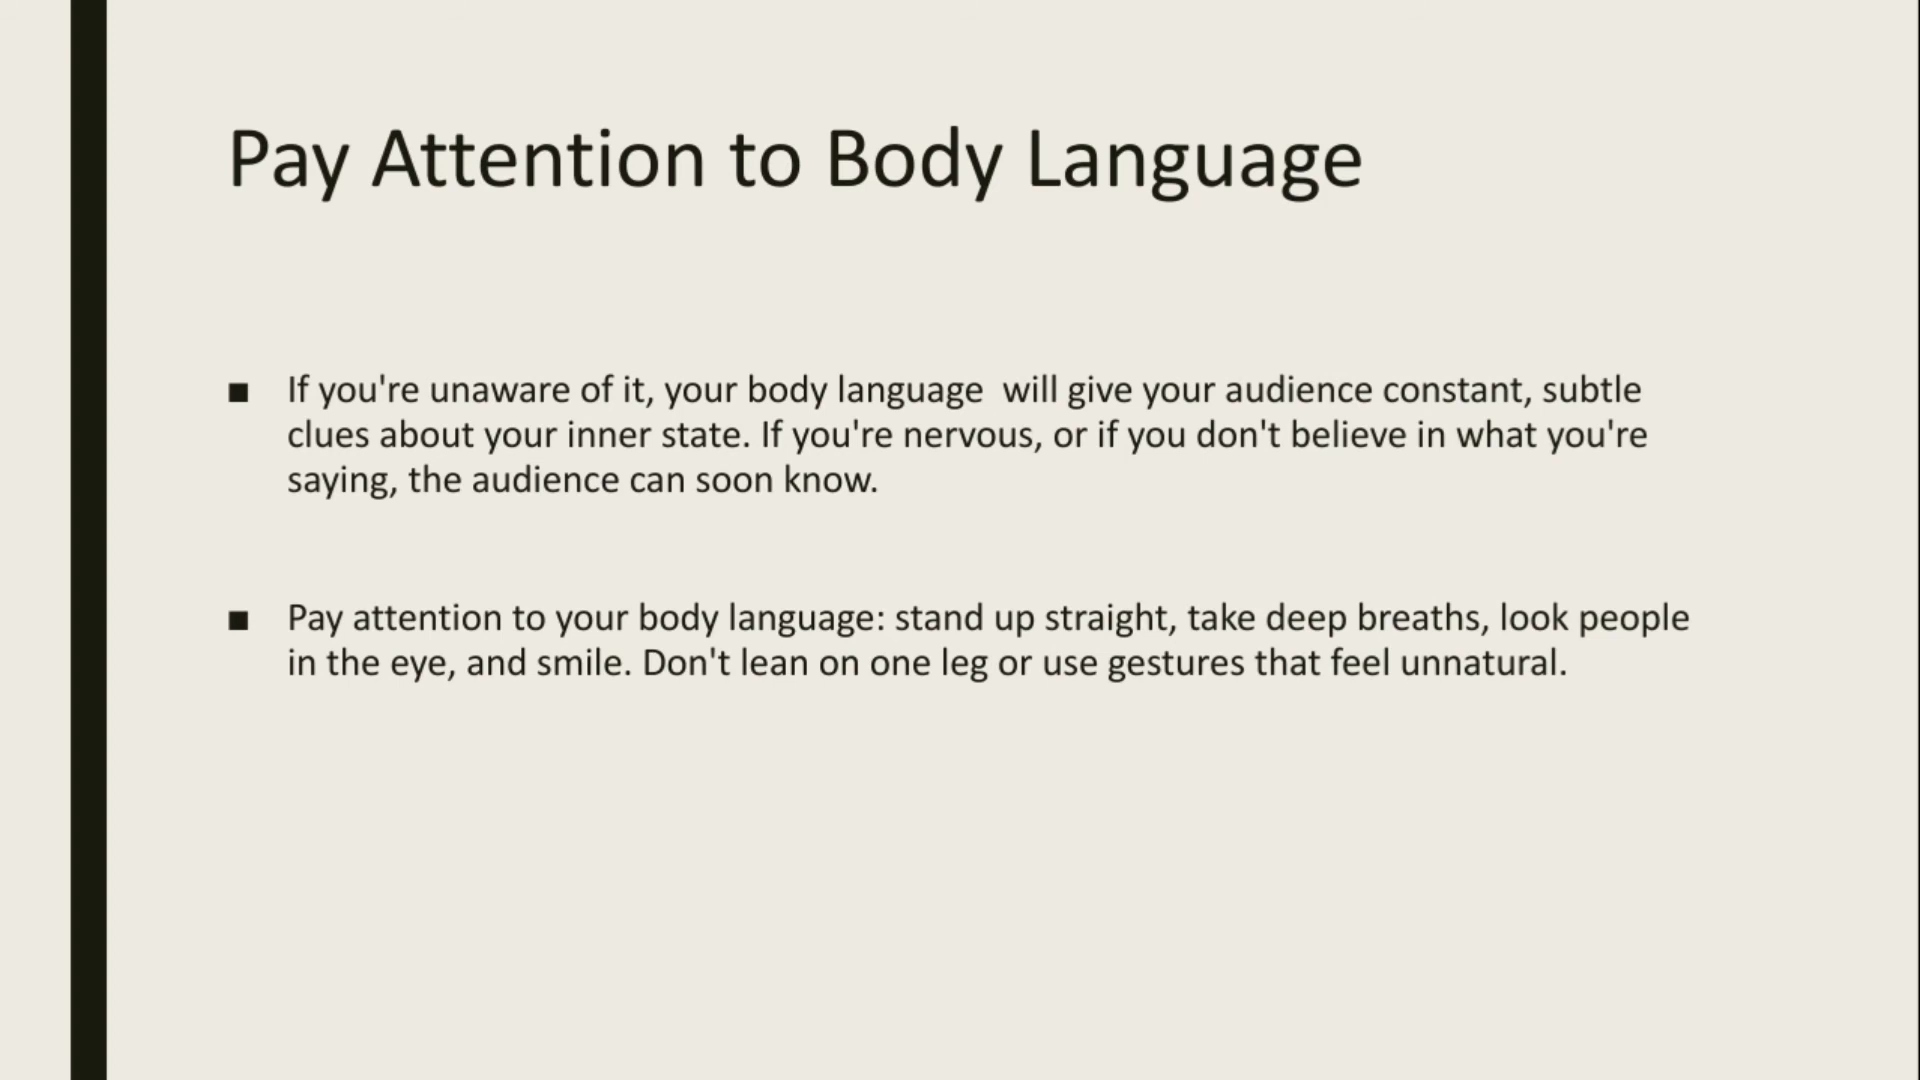 Pay Attention to Body Language
■ If you're unaware of it, your body language  will give your audience constant, subtle
clues about your inner state. If you're nervous, or if you don't believe in what you're
saying, the audience can soon know.
■ Pay attention to your body language: stand up straight, take deep breaths, look people
in the eye, and smile. Don't lean on one leg or use gestures that feel unnatural.